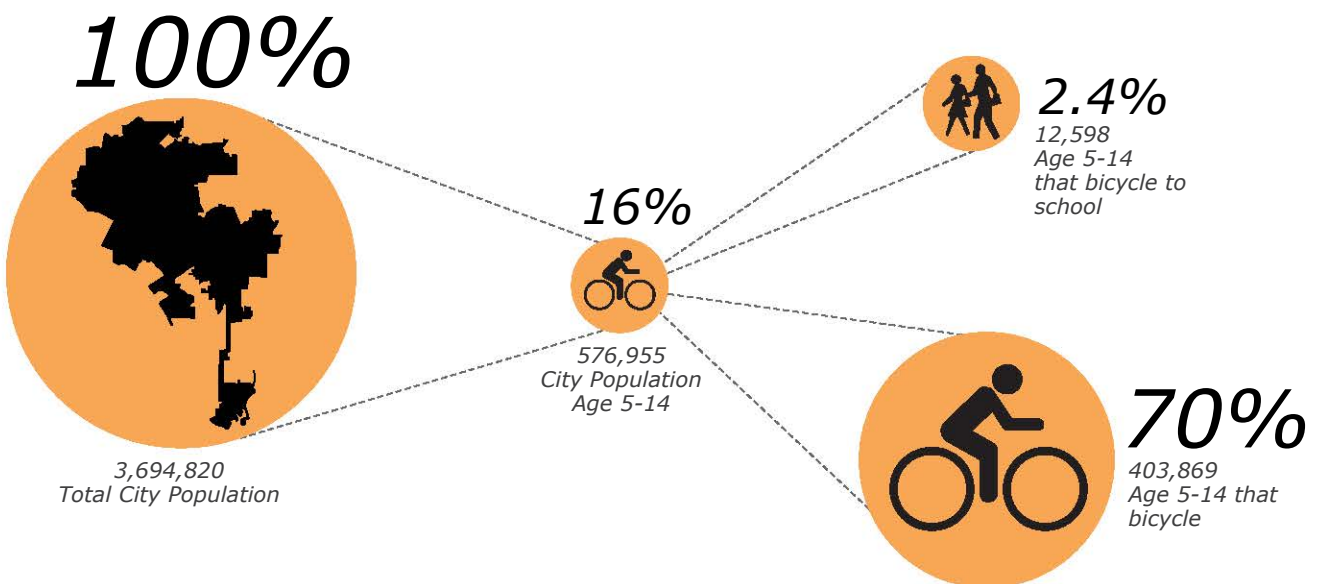 100%
3,694,820
Total City Population
16%
576,955
City Population
Age 5-14
2.4%
12,598
Age 5-14
that bicycle to
school
70%
403,869
Age 5-14 that
bicycle